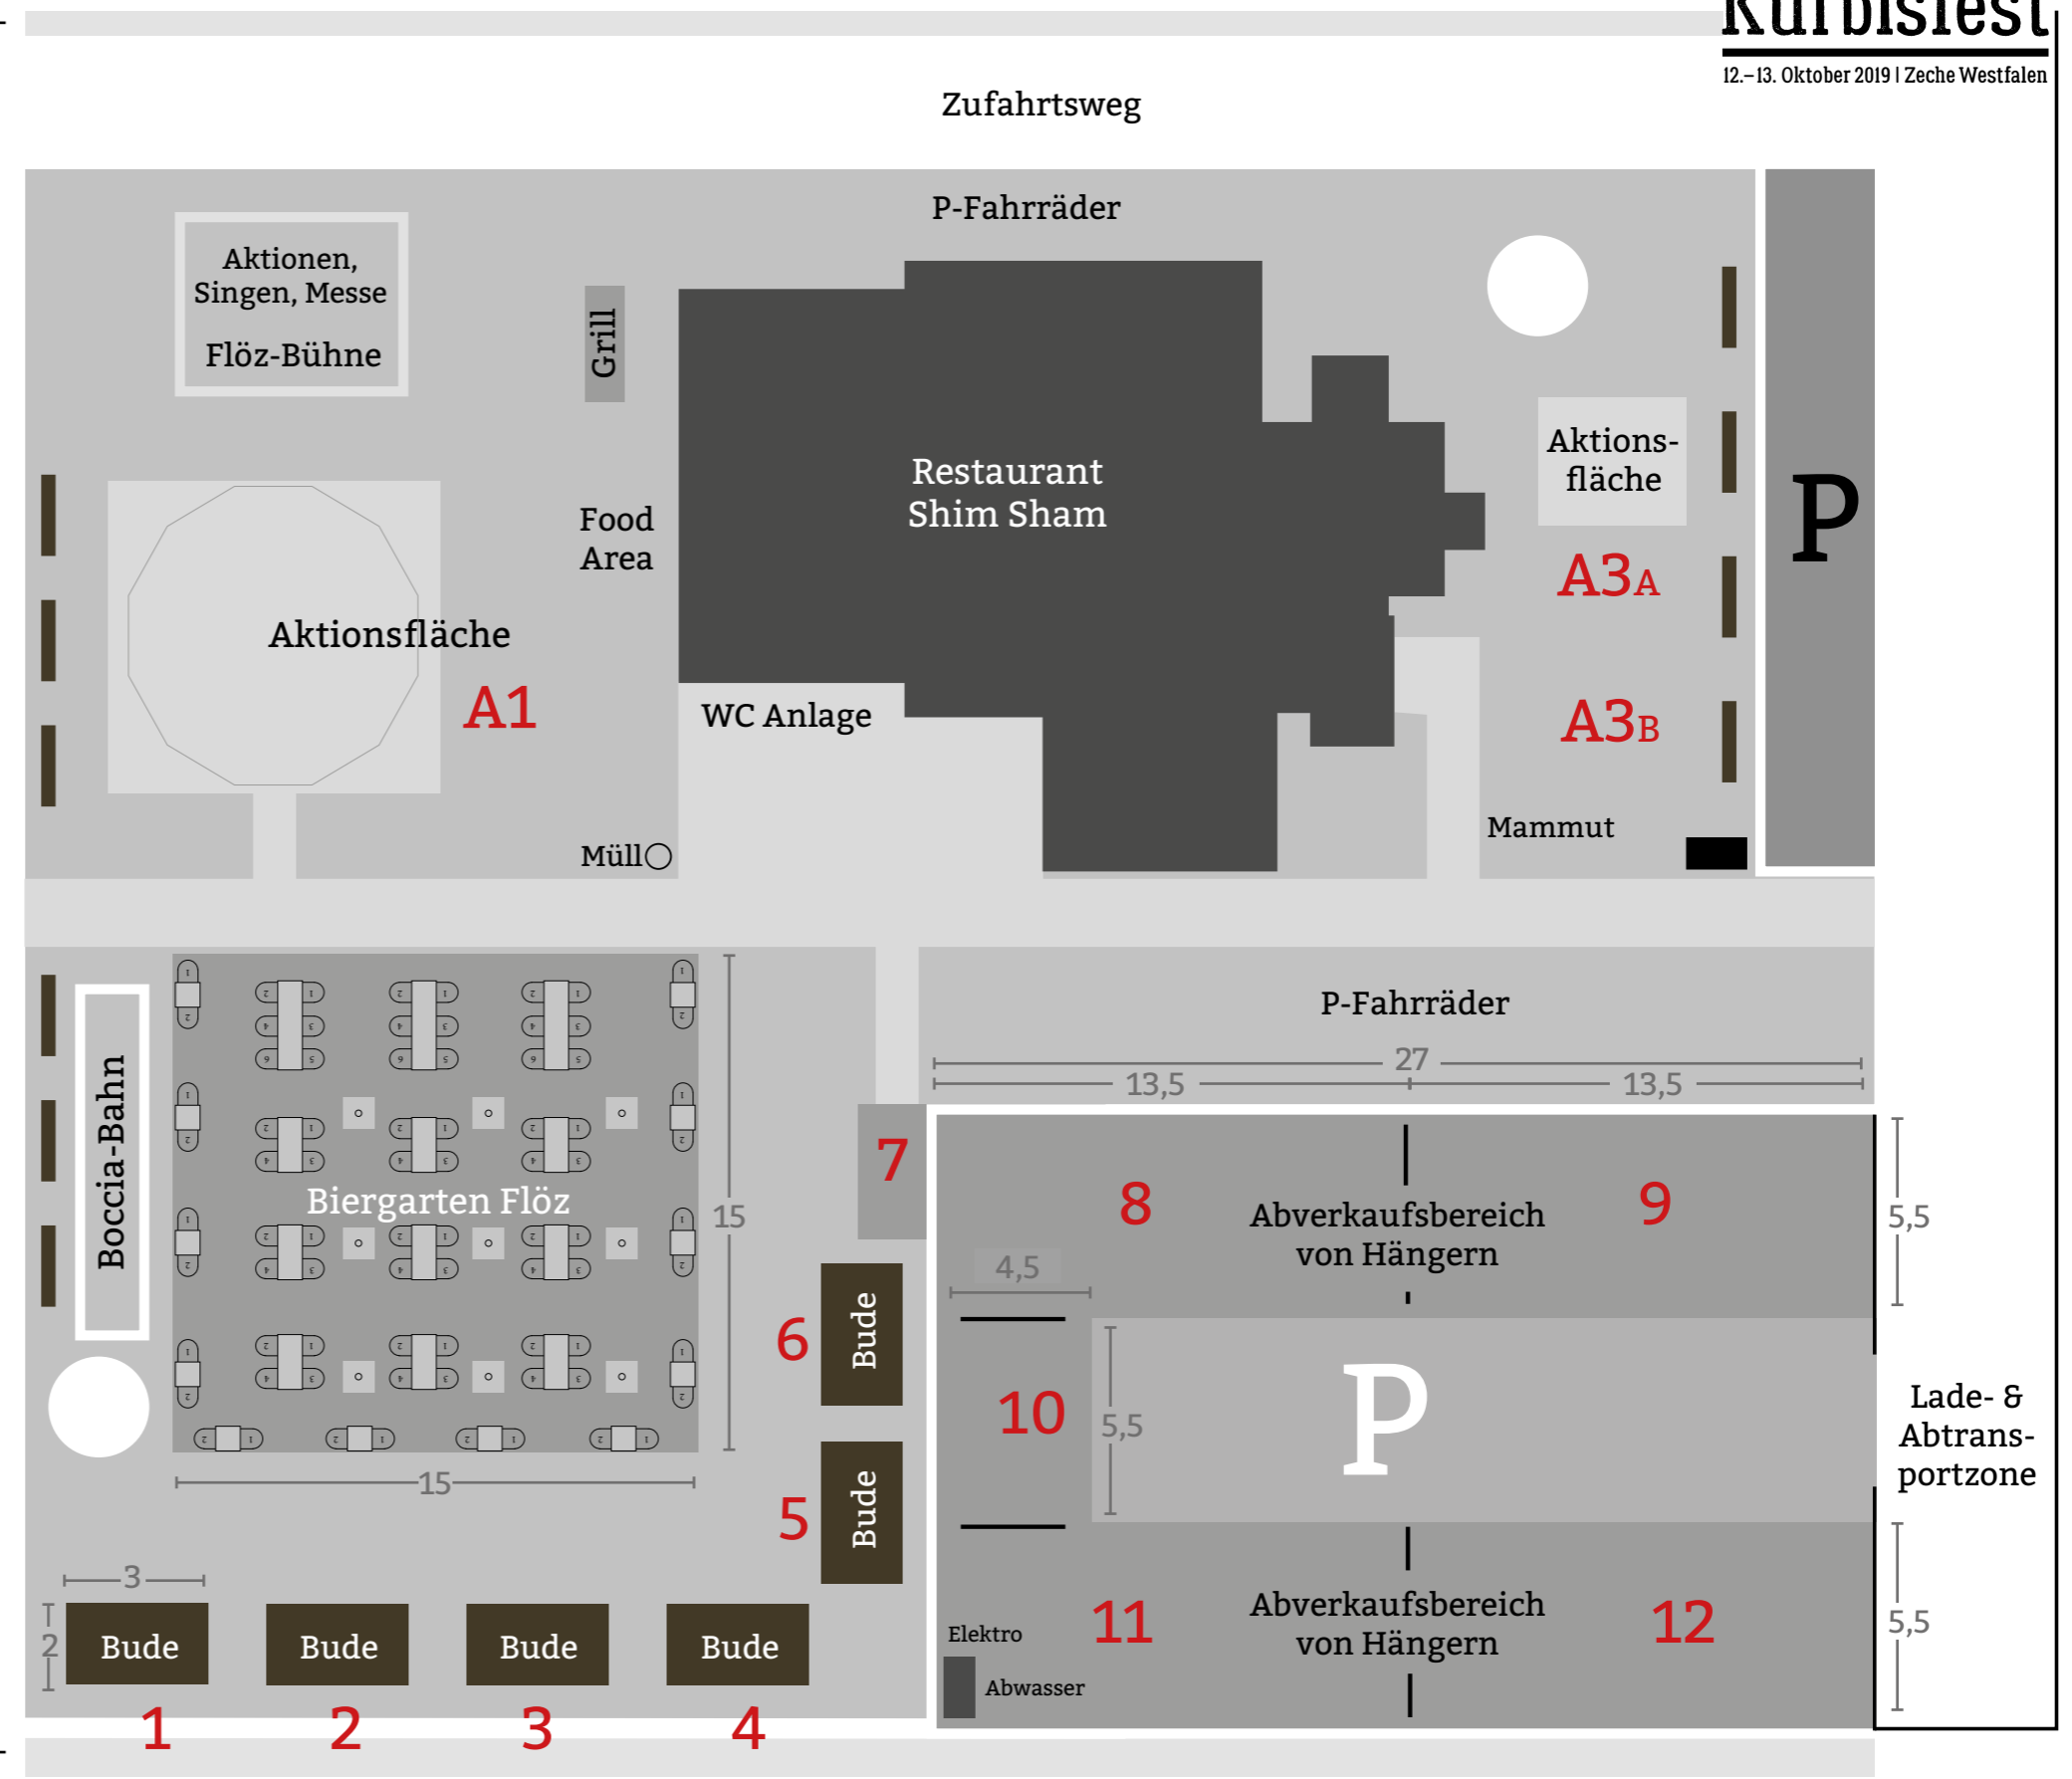 Kürbisfest
12.–13. Oktober 2019 | Zeche Westfalen
Zufahrtsweg
P-Fahrräder
Aktionen,
Singen, Messe
Flöz-Bühne
Grill
Restaurant
Shim Sham
Aktions-
fläche
P
Food
Area
A3A
Aktionsfläche
A1
WC Anlage
A3B
Mammut
Müll
P-Fahrräder
27
13,5
13,5
Boccia-Bahn
Biergarten Flöz
15
15
7
8
Abverkaufsbereich
von Hängern
9
5,5
4,5
6
Bude
10
5,5
P
Lade- &
Abtrans-
portzone
5
Bude
3
2
Bude
Bude
Bude
Bude
1
2
3
4
11
Abverkaufsbereich
von Hängern
12
5,5
Elektro
Abwasser